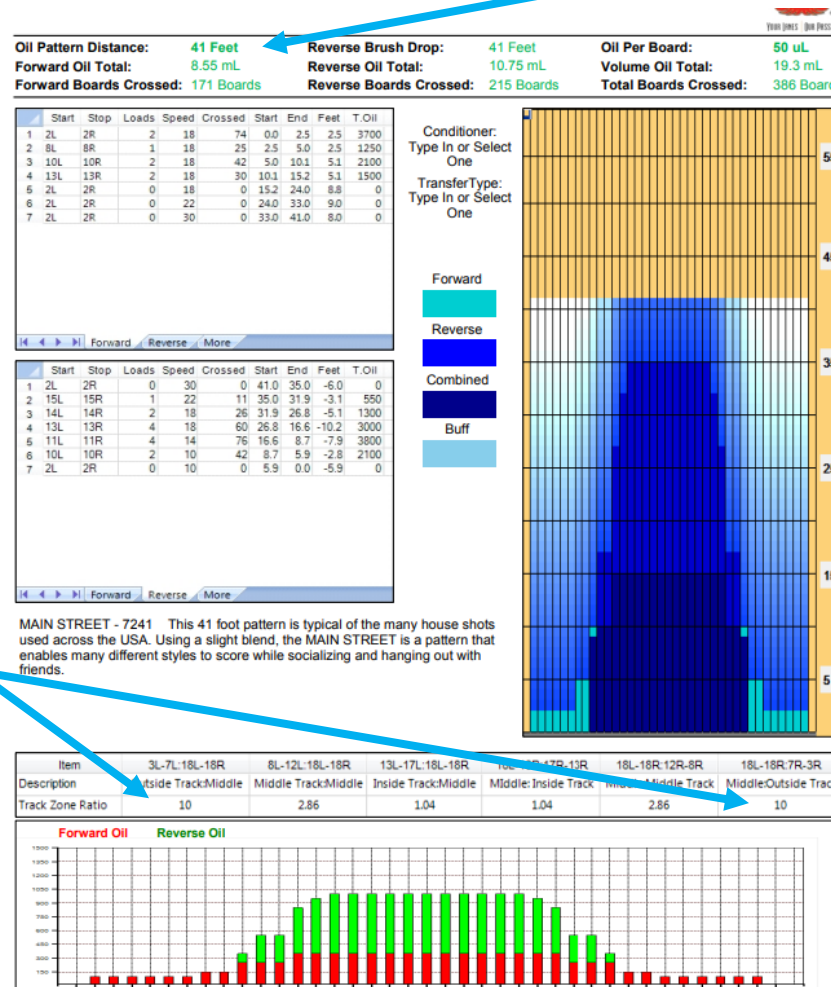 Oil Pattern Distance: 41 Feet Reverse Brush Drop: 41 Feet Oil Per Board: 50 uL
Forward Oil Total: 8.55 mL Reverse Oil Total: 10.75 mL Volume Oil Total: 19.3 mL
Forward Boards Crossed: 171 Boards Reverse Boards Crossed: 215 Boards Total Boards Crossed: 386
Start Stop Loads Speed Crossed Start End Feet T.Oil
1 2L 2R 2 18 74 0.0 2.5 2.5 3700
2 8L 8R 1 18 25 2.5 5.0 2.5 1250
3 10L 10R 2 18 42 5.0 10.1 5.1 2100
4 13L 13R 2 18 30 10.1 15.2 5.1 1500
5 2L 2R 0 18 0 15.2 24.0 8.8 0
6 2L 2R 0 22 0 24.0 33.0 9.0 0
7 2L 2R 0 30 0 33.0 41.0 8.0 0
Forward Reverse More
Conditioner:
Type In or Select
One
TransferType:
Type In or Select
One
Forward
Reverse
Combined
Buff
Start Stop Loads Speed Crossed Start End Feet T.Oil
1 2L 2R 0 30 0 41.0 35.0 -6.0 0
2 15L 15R 1 22 11 35.0 31.9 -3.1 550
3 14L 14R 2 18 26 31.9 26.8 -5.1 1300
4 13L 13R 4 18 60 26.8 16.6 -10.2 3000
5 11L 11R 4 14 76 16.6 8.7 -7.9 3800
6 10L 10R 2 10 42 8.7 5.9 -2.8 2100
7 2L 2R 0 10 0 5.9 0.0 -5.9 0
Forward Reverse More
MAIN STREET - 7241 This 41 foot pattern is typical of the many house shots
used across the USA. Using a slight blend, the MAIN STREET is a pattern that
enables many different styles to score while socializing and hanging out with
friends.
Item 3L-7L:18L-18R 8L-12L:18L-18R 13L-17L:18L-18R 18L-18R:12R-8R 18L-18R:7R-3R
Description Track:Middle Middle Track:Middle Inside Track:Middle MIddle:Inside Track Middle Track Middle:Outside
Track Zone Ratio 10 2.86 1.04 1.04 2.86 10
Forward Oil Reverse Oil
1500
1350
1200
1050
900
750
600
450
300
150